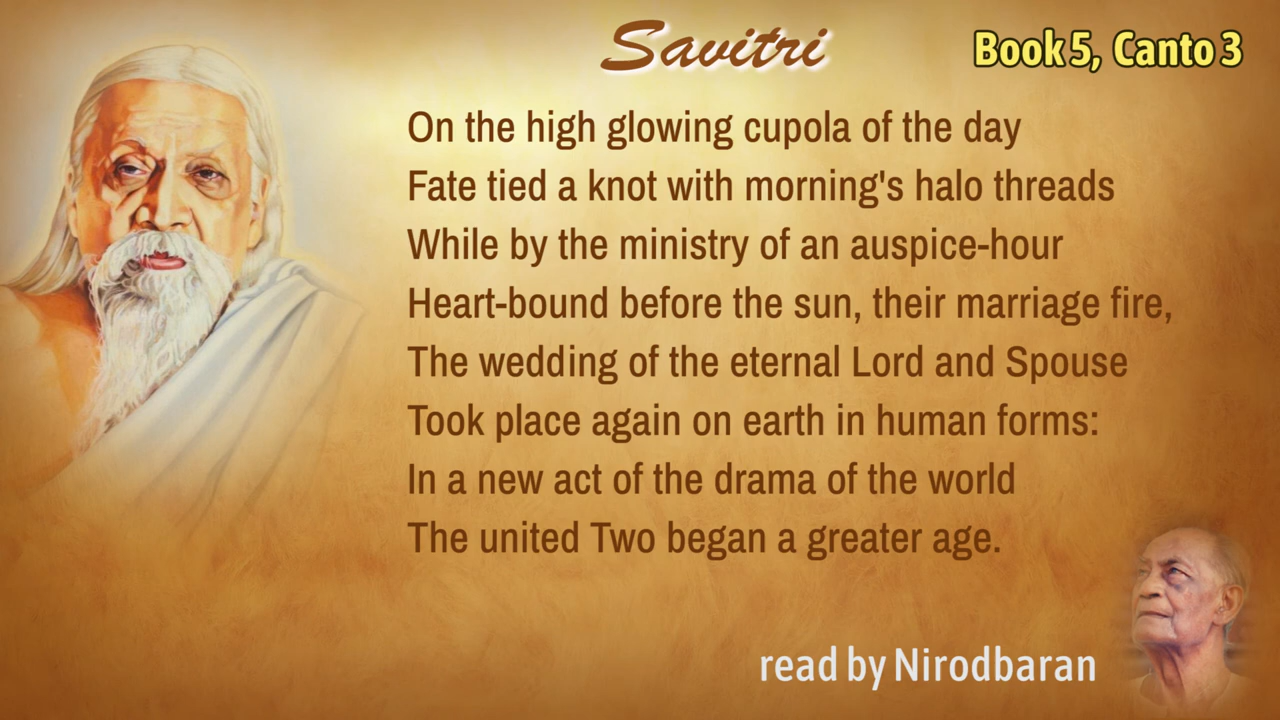 Savitri
Book 5, Canto 3
On the high glowing cupola of the day
Fate tied a knot with morning's halo threads
While by the ministry of an auspice-hour
Heart-bound before the sun, their marriage fire,
The wedding of the eternal Lord and Spouse
Took place again on earth in human forms:
In a new act of the drama of the world
The united Two began a greater age.
read by Nirodbaran